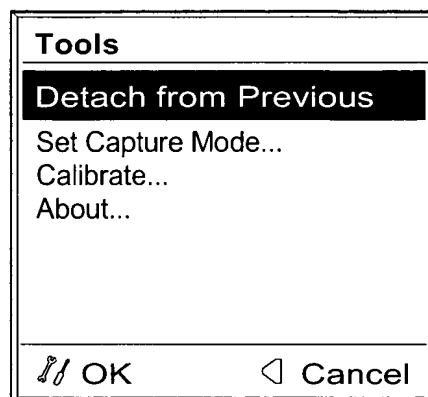 Tools
Detach from Previous
Set Capture Mode...
Calibrate...
About...
OK Cancel